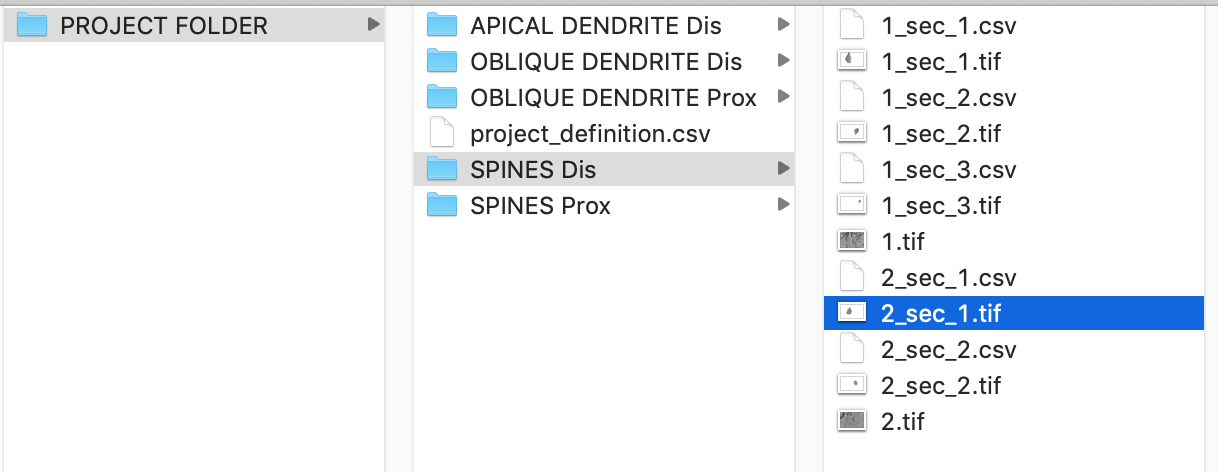 PROJECT FOLDER
APICAL DENDRITE Dis
OBLIQUE DENDRITE Dis
OBLIQUE DENDRITE Prox
project_definition.csv
SPINES Dis
SPINES Prox
1_sec_1.csv
1_sec_1.tif
1_sec_2.csv
1_sec_2.tif
1_sec_3.csv
1_sec_3.tif
1.tif
2_sec_1.csv
2_sec_1.tif
2_sec_2.csv
2_sec_2.tif
2.tif